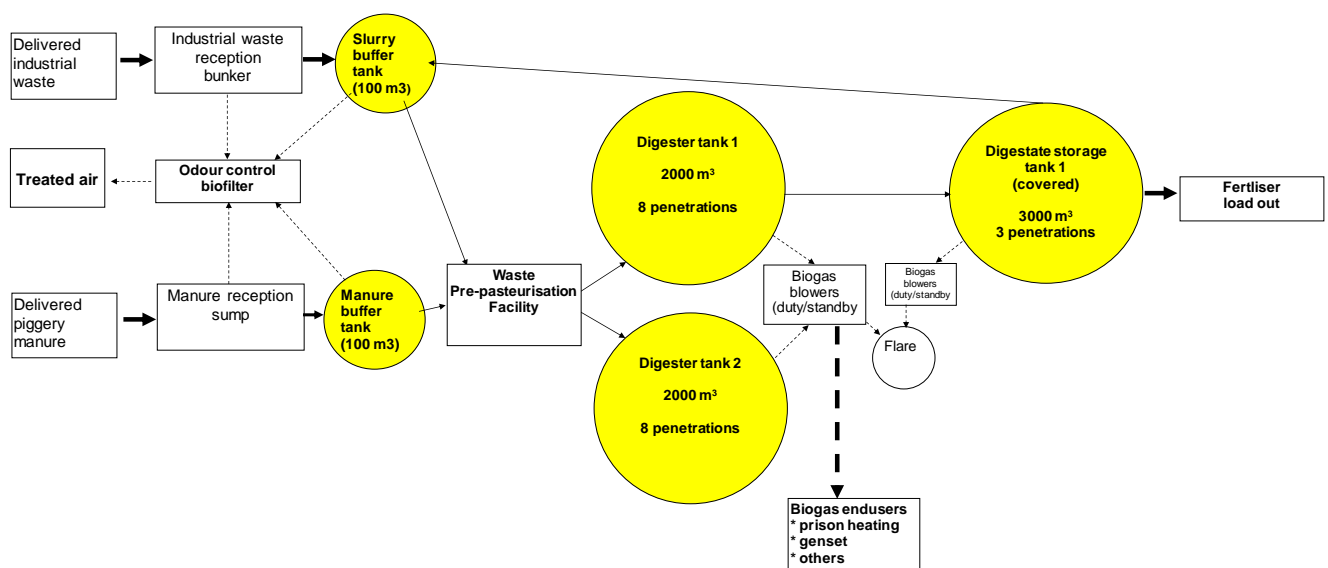 Delivered
industrial
waste
Industrial waste
reception
bunker
Slurry
buffer
tank
(100 m3)
Treated air
Odour control
biofilter
Delivered
piggery
manure
Manure reception
sump
Manure
buffer
tank
(100 m3)
Waste
Pre-pasteurisation
Facility
Digester tank 1
2000 m³
8 penetrations
Digester tank 2
2000 m³
8 penetrations
Biogas
blowers
(duty/standby
Biogas
blowers
(duty/standby
Flare
Digestate storage
tank 1
(covered)
3000 m³
3 penetrations
Fertliser
load out
Biogas endusers
* prison heating
* genset
* others